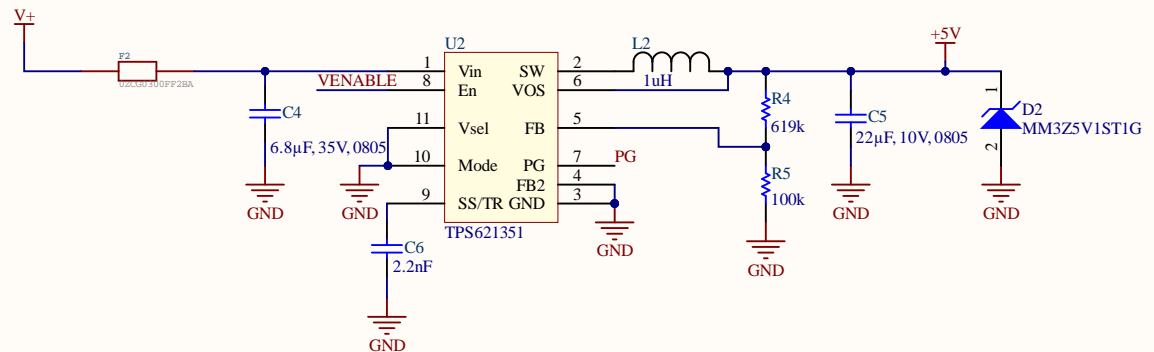 V+
F2
0ZCG0300FF2BA
C4
6.8µF, 35V, 0805
GND
VENABLE
U2
1 Vin SW 2
8 En VOS 6
11 Vsel FB 5
10 Mode PG 7
FB2 4
9 SS/TR GND 3
TPS621351
GND
C6
2.2nF
GND
L2
1uH
PG
GND
R4
619k
R5
100k
GND
C5
22µF, 10V, 0805
GND
+5V
1
D2
MM3Z5V1ST1G
2
GND